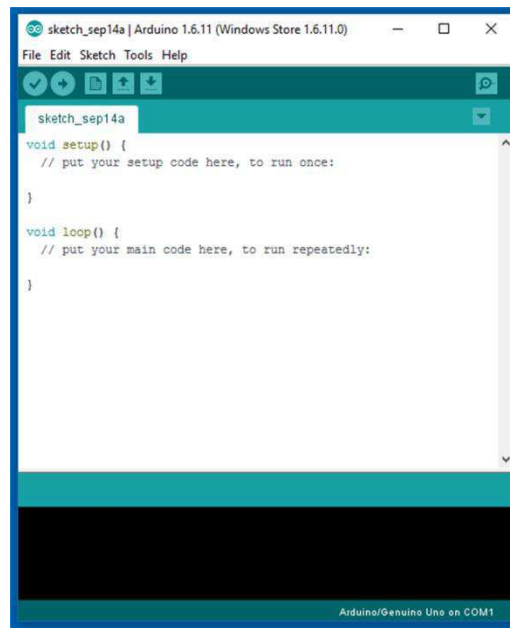 sketch_sep14a | Arduino 1.6.11 (Windows Store 1.6.11.0)
File Edit Sketch Tools Help
sketch_sep14a
void setup() {
  // put your setup code here, to run once:
}
void loop() {
  // put your main code here, to run repeatedly:
}
Arduino/Genuino Uno on COM1